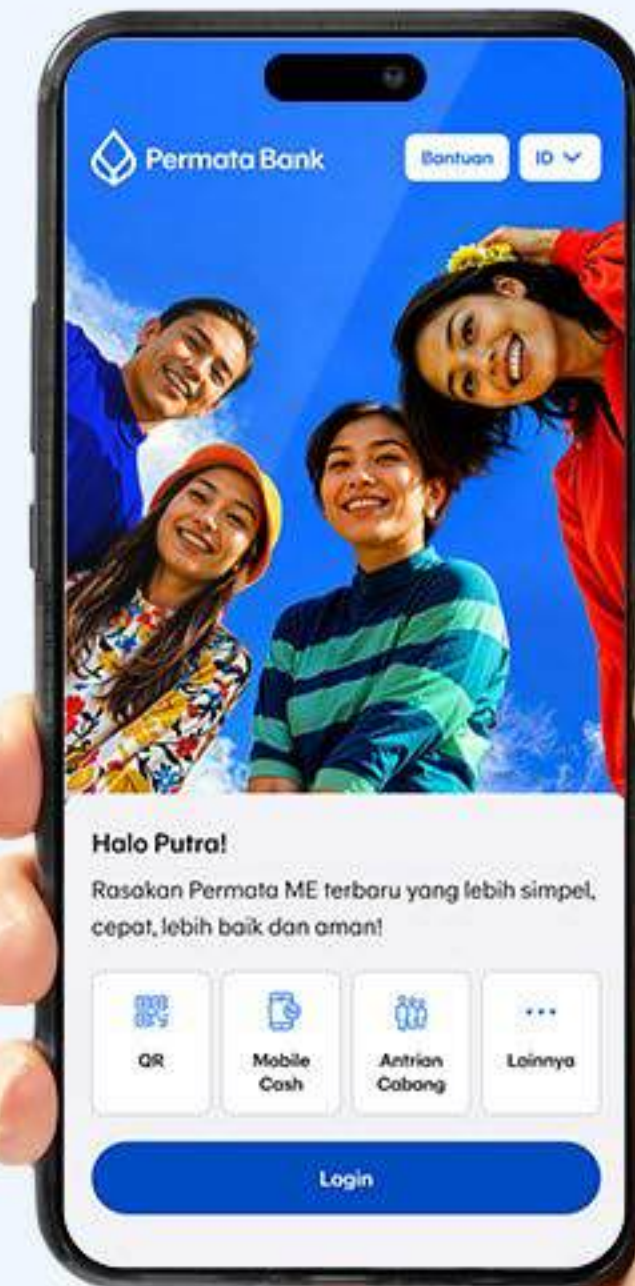 Permata Bank
Bantuan
ID
Halo Putra!
Rasakan Permata ME terbaru yang lebih simpel,
cepat, lebih baik dan aman!
QR
Mobile
Cash
Antrian
Cabang
Lainnya
Login